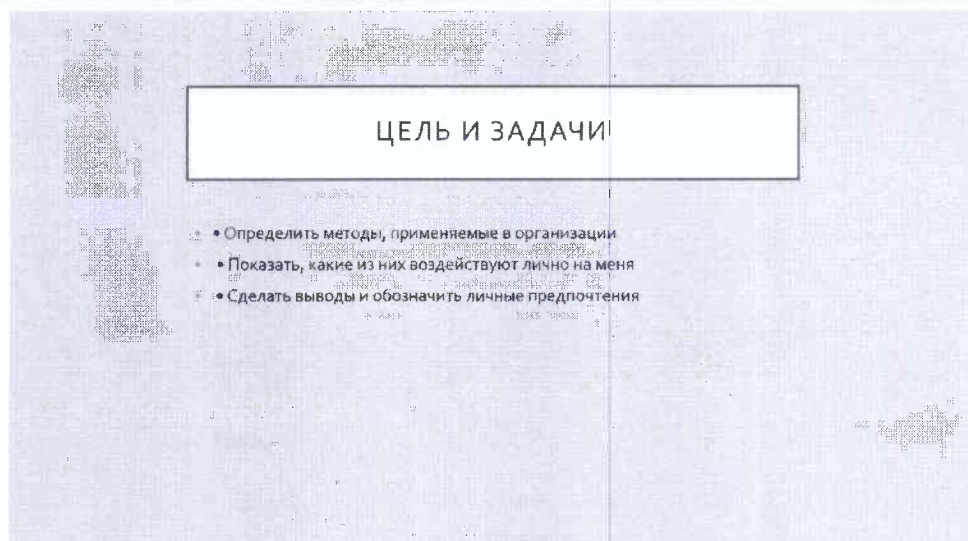 ЦЕЛЬ И ЗАДАЧИ
• Определить методы, применяемые в организации
• Показать, какие из них воздействуют лично на меня
• Сделать выводы и обозначить личные предпочтения